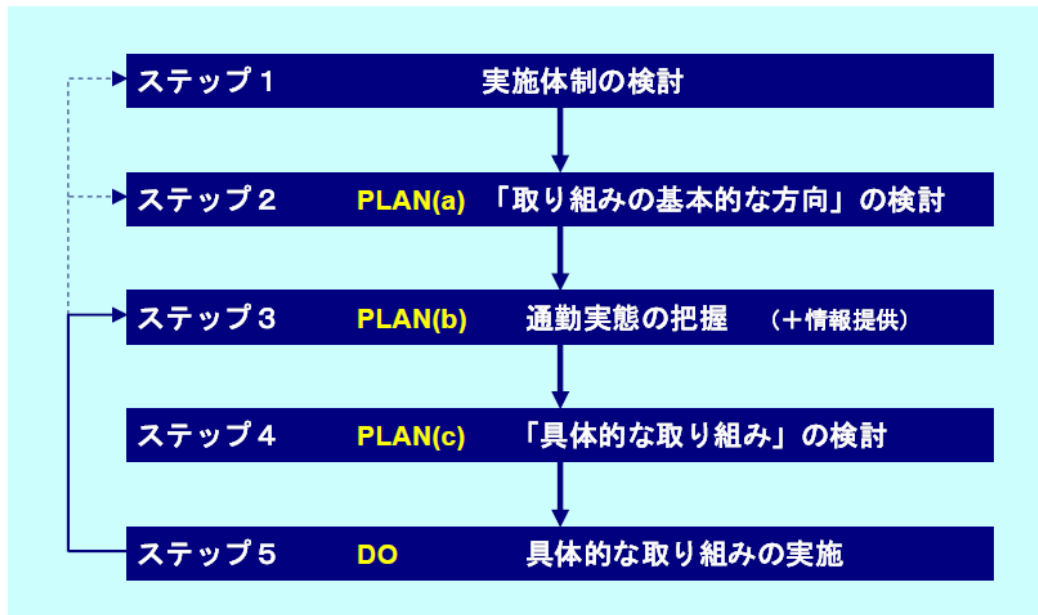 ステップ１ 実施体制の検討
ステップ２ PLAN(a) 「取り組みの基本的な方向」の検討
ステップ３ PLAN(b) 通勤実態の把握 （＋情報提供）
ステップ４ PLAN(c) 「具体的な取り組み」の検討
ステップ５ DO 具体的な取り組みの実施